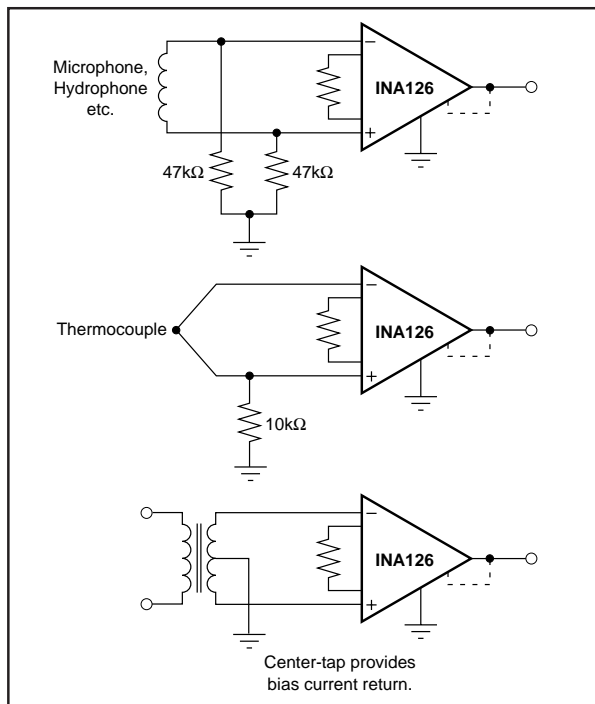 Microphone,
Hydrophone
etc.
−
INA126
+
47kΩ
47kΩ
−
Thermocouple
INA126
+
10kΩ
−
INA126
+
Center-tap provides
bias current return.